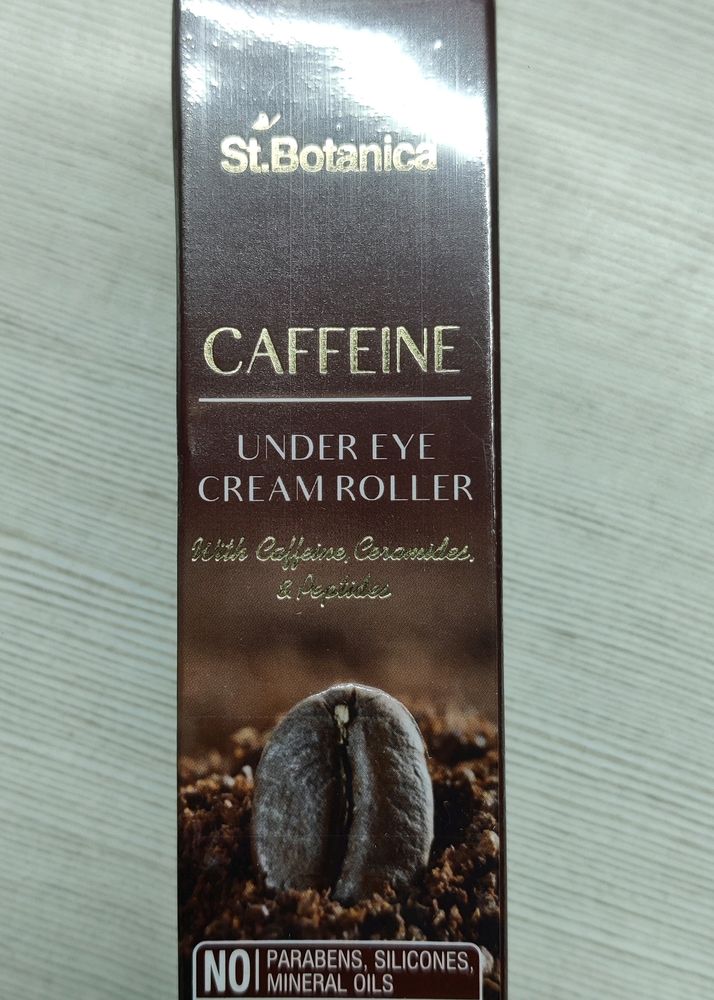 St.Botanica
CAFFEINE
UNDER EYE
CREAM ROLLER
With Caffeine, Ceramides,
& Peptides
NO
PARABENS, SILICONES,
MINERAL OILS